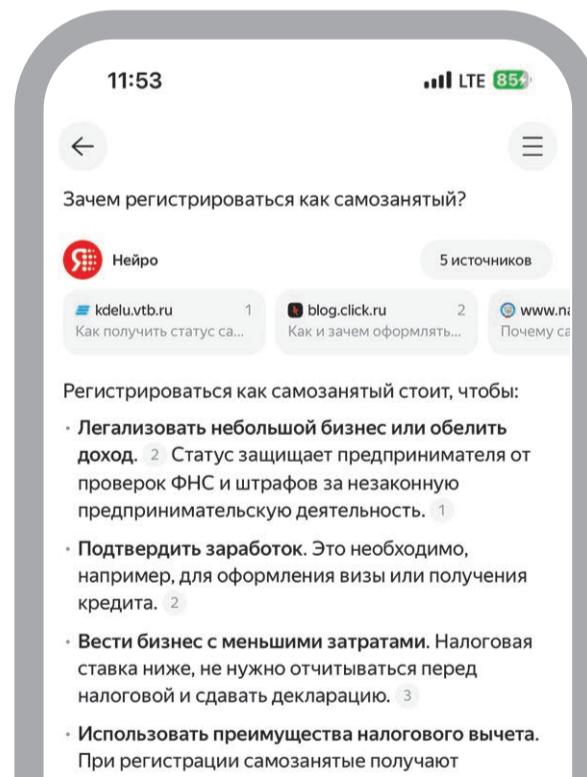 11:53
LTE 85
Зачем регистрироваться как самозанятый?
Нейро
5 источников
kdelu.vtb.ru 1
Как получить статус са...
blog.click.ru 2
Как и зачем оформлять...
www.na
Почему са
Регистрироваться как самозанятый стоит, чтобы:
· Легализовать небольшой бизнес или обелить
доход. 2 Статус защищает предпринимателя от
проверок ФНС и штрафов за незаконную
предпринимательскую деятельность. 1
· Подтвердить заработок. Это необходимо,
например, для оформления визы или получения
кредита. 2
· Вести бизнес с меньшими затратами. Налоговая
ставка ниже, не нужно отчитываться перед
налоговой и сдавать декларацию. 3
· Использовать преимущества налогового вычета.
При регистрации самозанятые получают